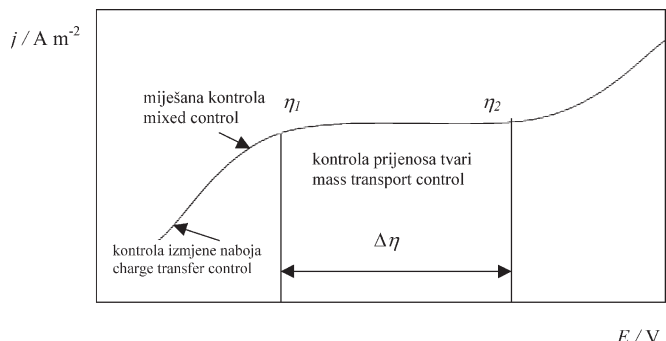 j / A m-2
miješana kontrola
mixed control
η1
η2
kontrola prijenosa tvari
mass transport control
kontrola izmjene naboja
charge transfer control
Δη
E / V